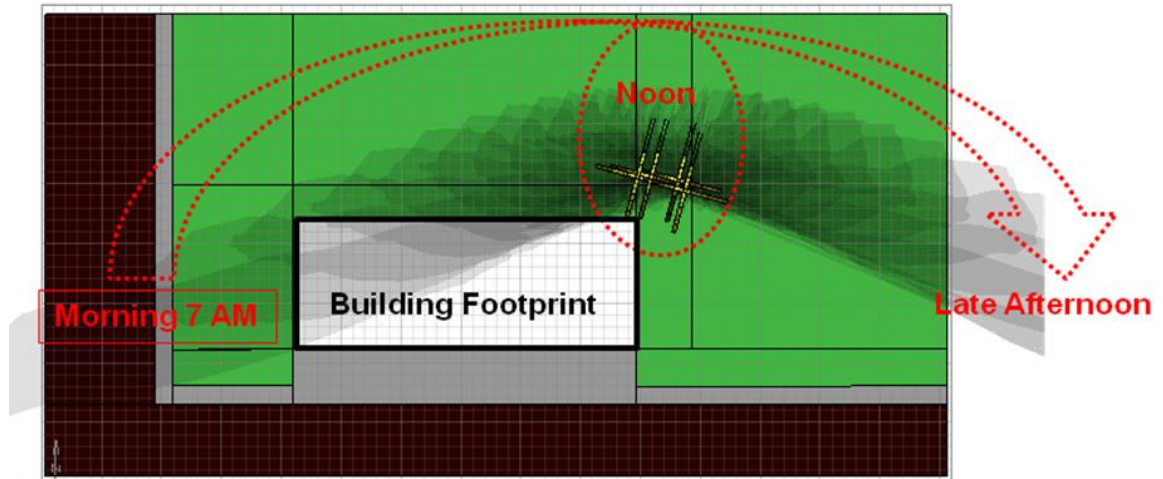 Noon
Building Footprint
Morning 7 AM
Late Afternoon
N